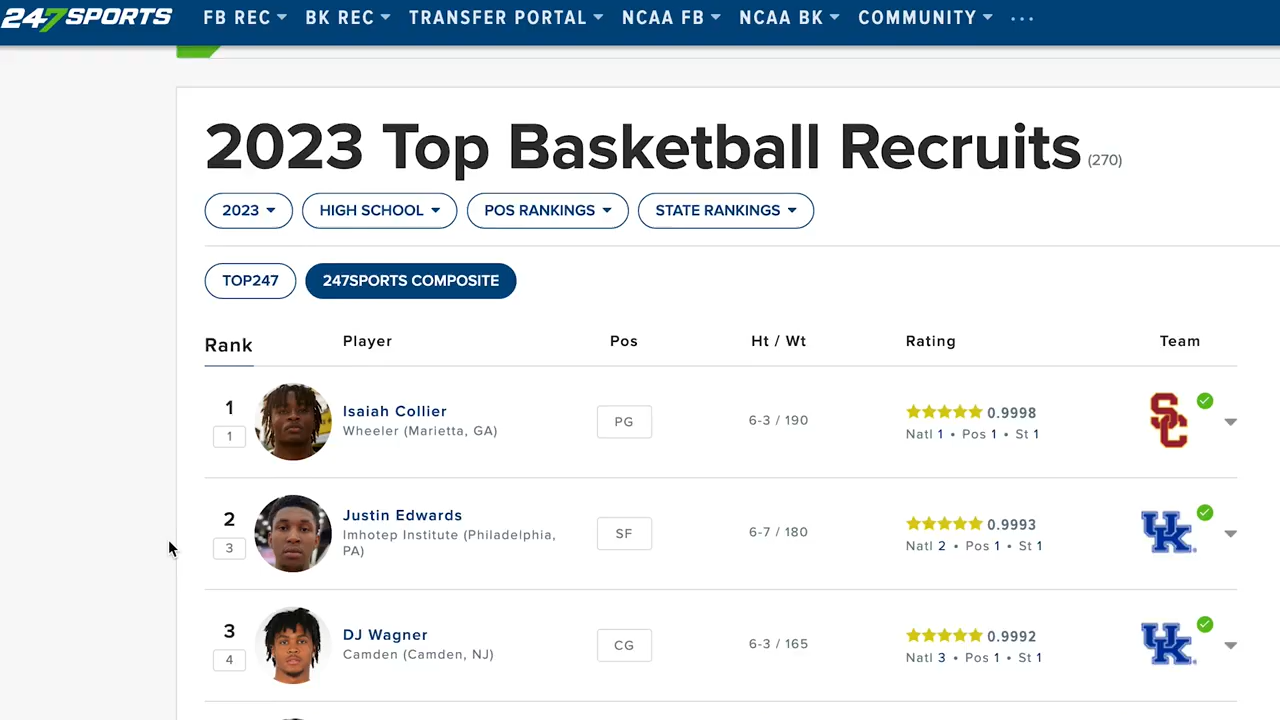 247SPORTS FB REC BK REC TRANSFER PORTAL NCAA FB NCAA BK COMMUNITY ...
2023 Top Basketball Recruits (270)
2023 HIGH SCHOOL POS RANKINGS STATE RANKINGS
TOP247 247SPORTS COMPOSITE
Rank Player Pos Ht / Wt Rating Team
1 Isaiah Collier PG 6-3 / 190 0.9998 SC
1 Wheeler (Marietta, GA) Natl 1 • Pos 1 • St 1
2 Justin Edwards SF 6-7 / 180 0.9993 UK
3 Imhotep Institute (Philadelphia, Natl 2 • Pos 1 • St 1
PA)
3 DJ Wagner CG 6-3 / 165 0.9992 UK
4 Camden (Camden, NJ) Natl 3 • Pos 1 • St 1